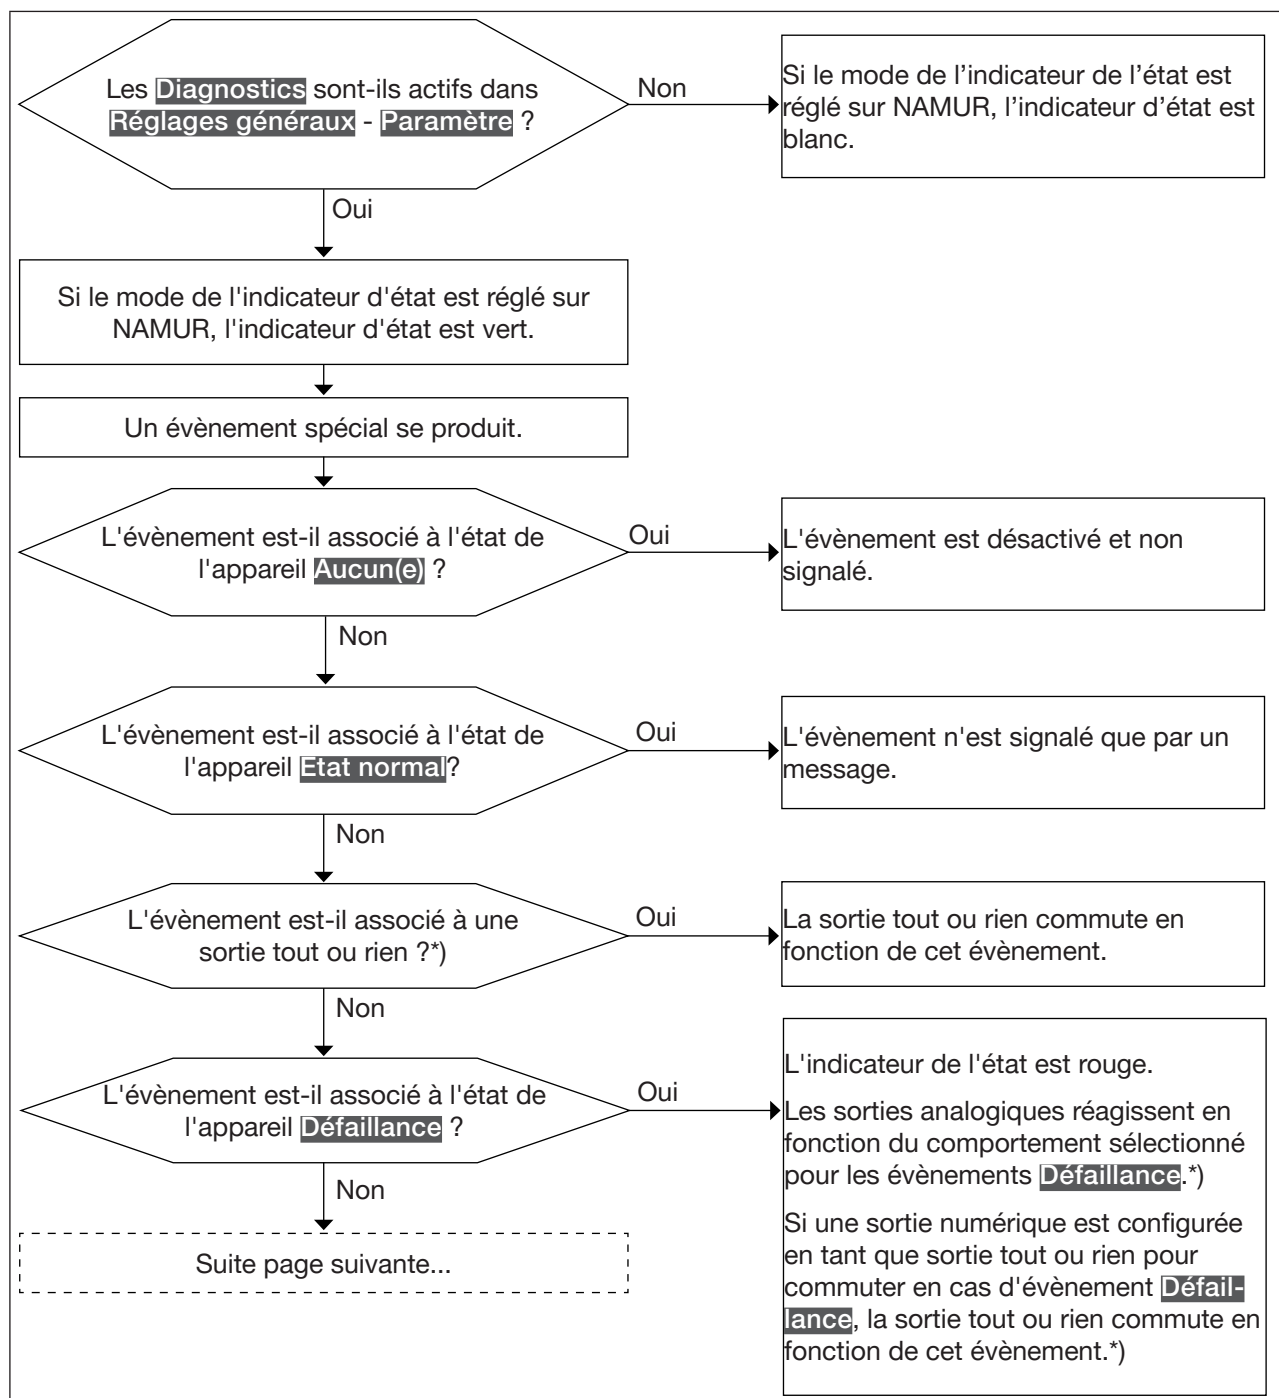 Les Diagnostics sont-ils actifs dans
Réglages généraux - Paramètre ?
Non
Si le mode de l’indicateur de l’état est
réglé sur NAMUR, l’indicateur d’état est
blanc.
Oui
Si le mode de l'indicateur d'état est réglé sur
NAMUR, l'indicateur d'état est vert.
Un évènement spécial se produit.
L'évènement est-il associé à l'état de
l'appareil Aucun(e) ?
Oui
L'évènement est désactivé et non
signalé.
Non
L'évènement est-il associé à l'état de
l'appareil Etat normal?
Oui
L'évènement n'est signalé que par un
message.
Non
L'évènement est-il associé à une
sortie tout ou rien ?*)
Oui
La sortie tout ou rien commute en
fonction de cet évènement.
Non
L'évènement est-il associé à l'état de
l'appareil Défaillance ?
Oui
L'indicateur de l'état est rouge.
Les sorties analogiques réagissent en
fonction du comportement sélectionné
pour les évènements Défaillance.*)
Si une sortie numérique est configurée
en tant que sortie tout ou rien pour
commuter en cas d'évènement Défail-
lance, la sortie tout ou rien commute en
fonction de cet évènement.*)
Non
Suite page suivante...